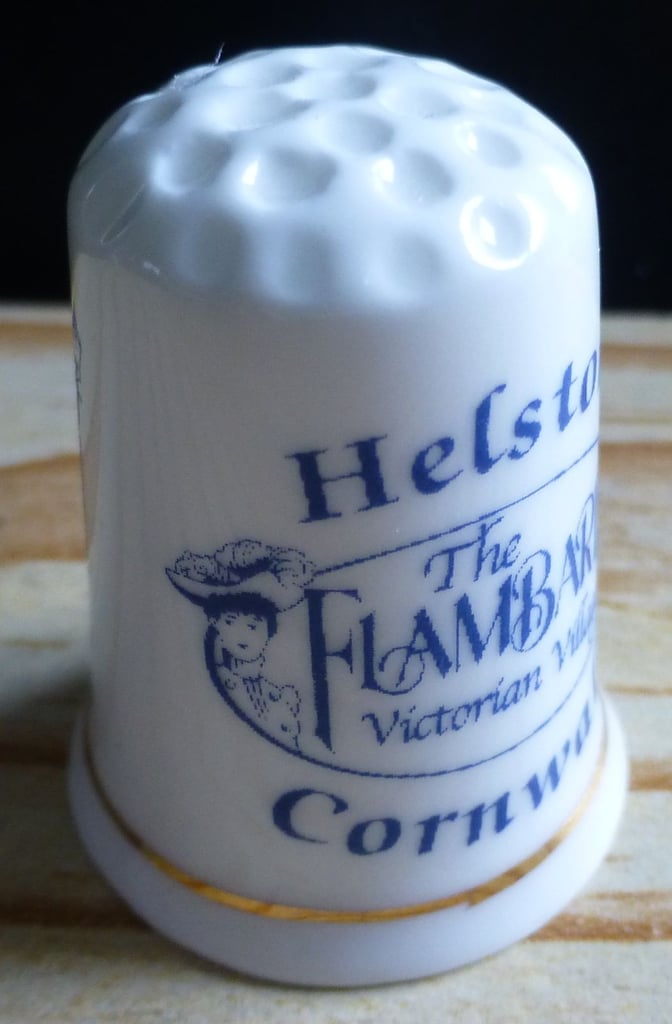 Helsto
The
FLAMBAR
Victorian Villa
Cornwa